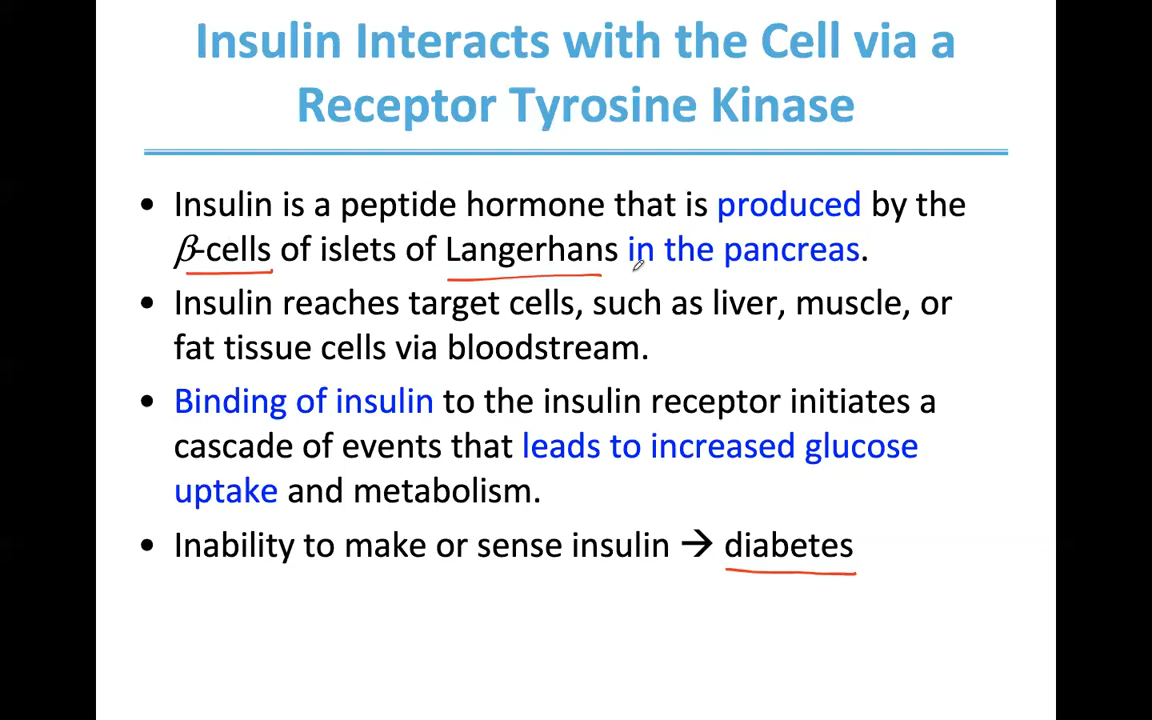 Insulin Interacts with the Cell via a
Receptor Tyrosine Kinase
• Insulin is a peptide hormone that is produced by the
β-cells of islets of Langerhans in the pancreas.
• Insulin reaches target cells, such as liver, muscle, or
fat tissue cells via bloodstream.
• Binding of insulin to the insulin receptor initiates a
cascade of events that leads to increased glucose
uptake and metabolism.
• Inability to make or sense insulin → diabetes